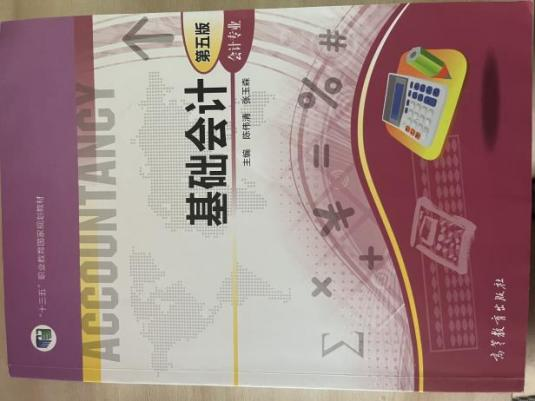 "十三五"职业教育国家规划教材
ACCOUNTANCY
基础会计
第五版
会计专业
主编 陈伟清 张玉森
高等教育出版社